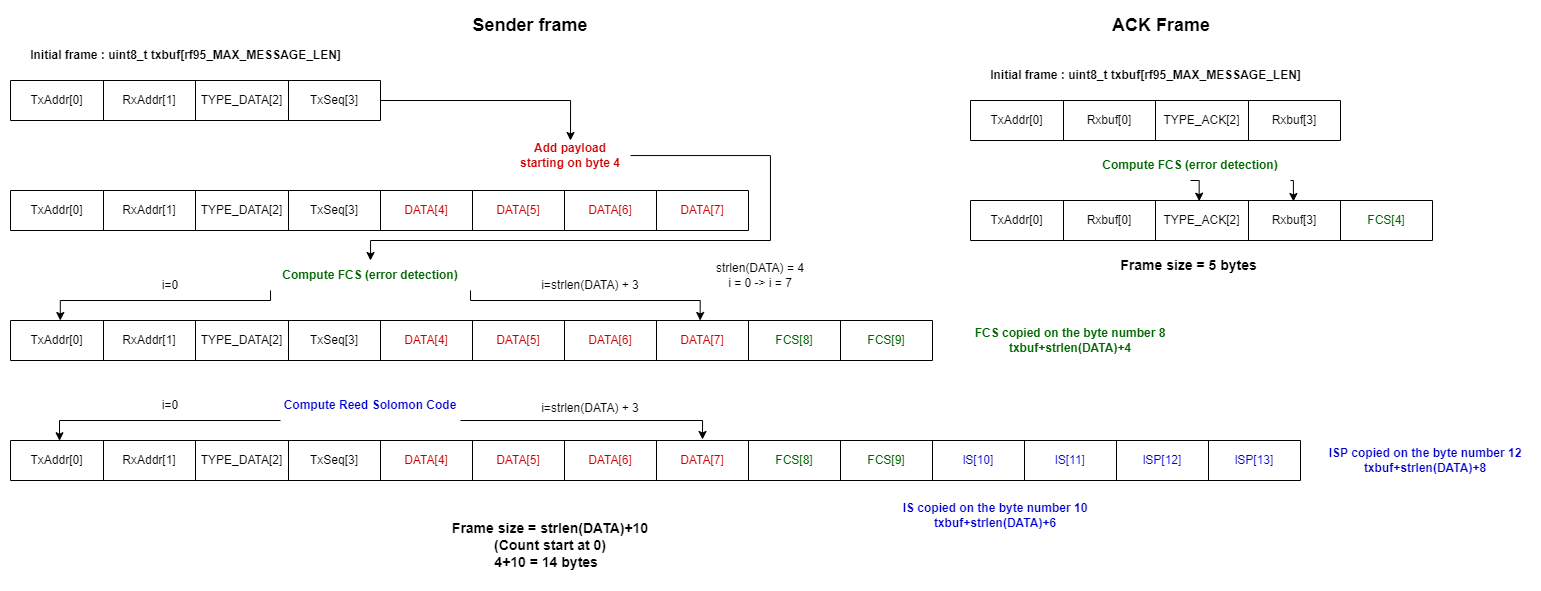 Sender frame
ACK Frame
Initial frame : uint8_t txbuf[rf95_MAX_MESSAGE_LEN]
TxAddr[0] RxAddr[1] TYPE_DATA[2] TxSeq[3]
Add payload
starting on byte 4
TxAddr[0] RxAddr[1] TYPE_DATA[2] TxSeq[3] DATA[4] DATA[5] DATA[6] DATA[7]
Compute FCS (error detection)
strlen(DATA) = 4
i = 0 -> i = 7
i=0
i=strlen(DATA) + 3
TxAddr[0] RxAddr[1] TYPE_DATA[2] TxSeq[3] DATA[4] DATA[5] DATA[6] DATA[7] FCS[8] FCS[9]
FCS copied on the byte number 8
txbuf+strlen(DATA)+4
i=0
Compute Reed Solomon Code
i=strlen(DATA) + 3
TxAddr[0] RxAddr[1] TYPE_DATA[2] TxSeq[3] DATA[4] DATA[5] DATA[6] DATA[7] FCS[8] FCS[9] IS[10] IS[11] ISP[12] ISP[13]
ISP copied on the byte number 12
txbuf+strlen(DATA)+8
IS copied on the byte number 10
txbuf+strlen(DATA)+6
Frame size = strlen(DATA)+10
(Count start at 0)
4+10 = 14 bytes
Initial frame : uint8_t txbuf[rf95_MAX_MESSAGE_LEN]
TxAddr[0] Rxbuf[0] TYPE_ACK[2] Rxbuf[3]
Compute FCS (error detection)
TxAddr[0] Rxbuf[0] TYPE_ACK[2] Rxbuf[3] FCS[4]
Frame size = 5 bytes